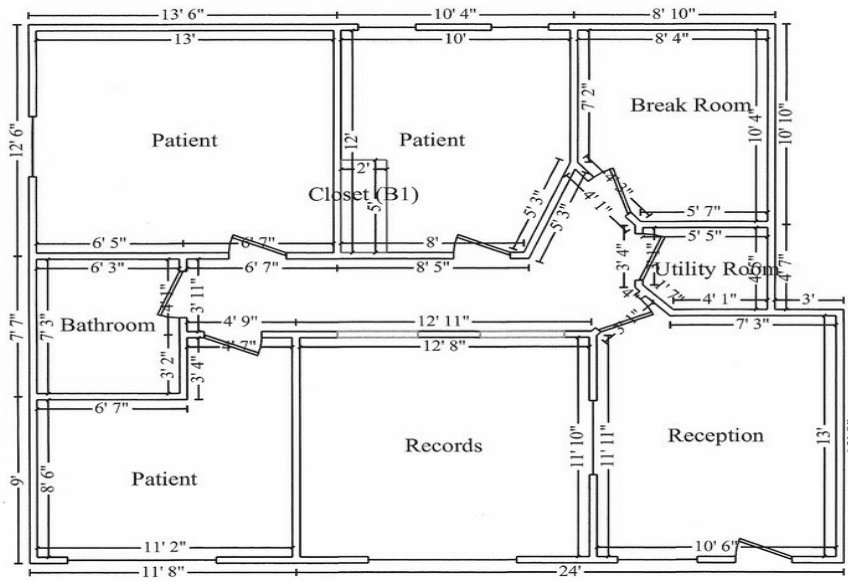 13' 6" 10' 4" 8' 10"
13' 10' 8' 4"
12' 6"
Patient
12'
Patient
7' 2"
Break Room
10' 4"
10' 10"
2'
Closet (B1)
5'
5' 3"
5' 3"
4' 1"
5' 7"
6' 5" 6' 7" 8'
5' 5"
6' 3" 6' 7" 8' 5"
3' 4"
Utility Room
4' 7"
7' 7"
7' 3"
Bathroom
4' 1"
3' 11"
1' 7"
4' 1" 3'
4' 9" 12' 11"
7' 3"
4' 7" 12' 8"
3' 2"
3' 4"
6' 7"
9'
8' 6"
Patient
Records
11' 10"
11' 11"
Reception
13'
11' 2" 10' 6"
11' 8" 24'